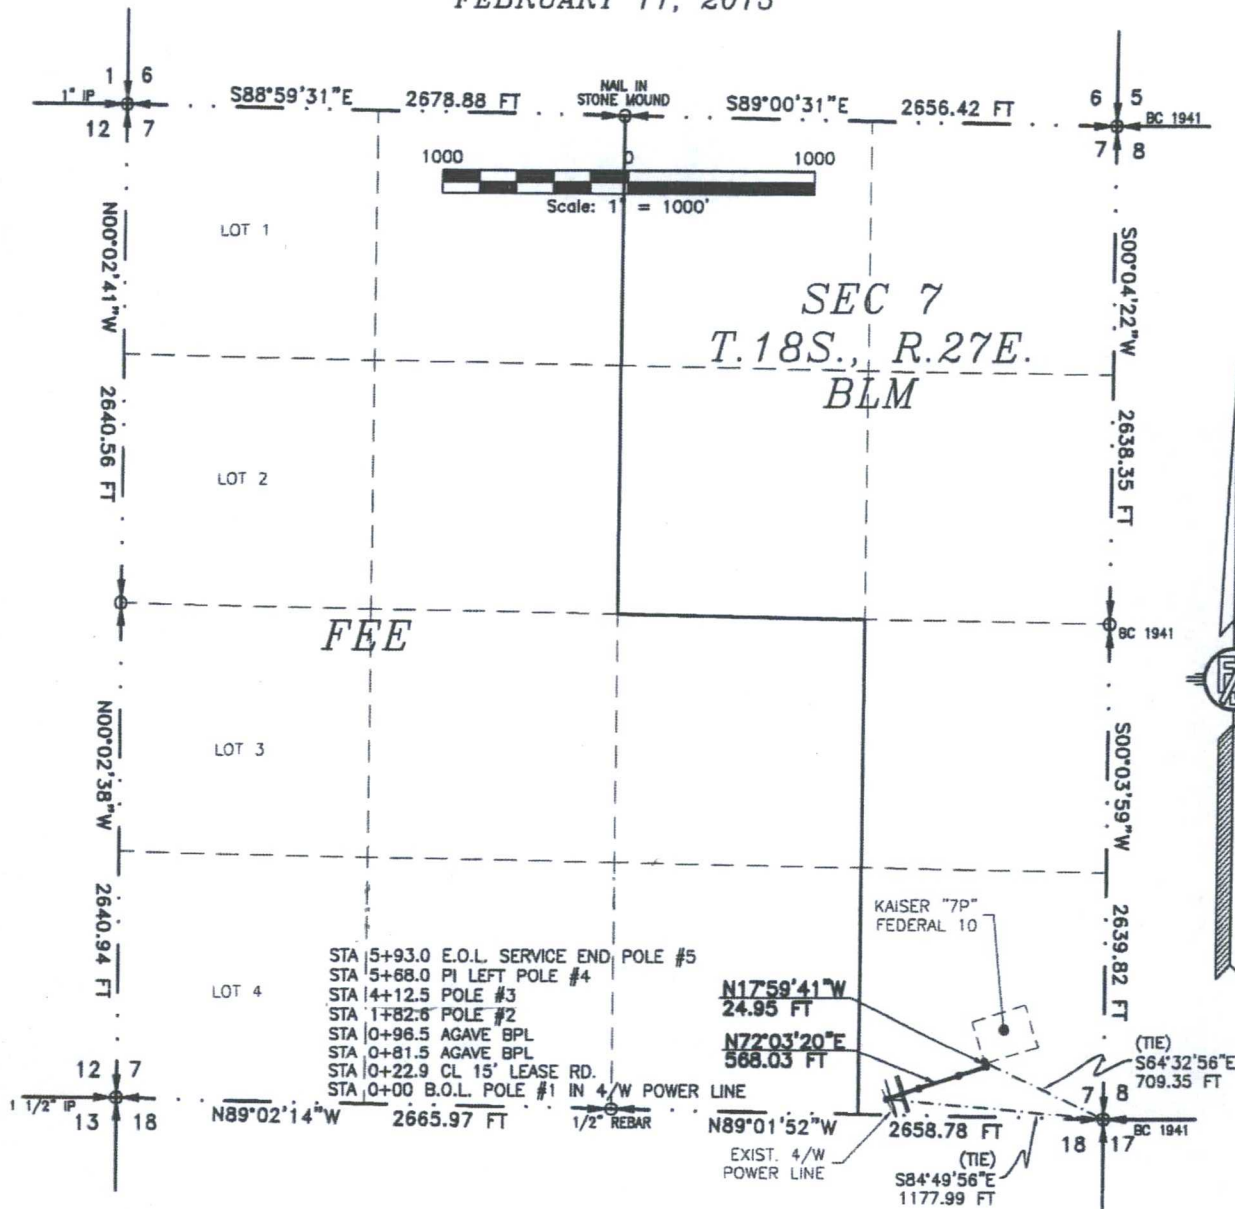 FEBRUARY 11, 2015
1 6
1" IP
12 7
S88°59'31"E 2678.88 FT
NAIL IN
STONE MOUND
S89°00'31"E 2656.42 FT
6 5
BC 1941
7 8
1000 0 1000
Scale: 1" = 1000'
N00°02'41"W
2640.56 FT
LOT 1
SEC 7
T.18S., R.27E.
BLM
S00°04'22"W
2638.35 FT
LOT 2
BC 1941
FEE
N00°02'38"W
2640.94 FT
LOT 3
S00°03'59"W
2639.82 FT
KAISER "7P"
FEDERAL 10
LOT 4
STA 5+93.0 E.O.L. SERVICE END POLE #5
STA 5+68.0 PI LEFT POLE #4
STA 4+12.5 POLE #3
STA 1+82.6 POLE #2
STA 0+96.5 AGAVE BPL
STA 0+81.5 AGAVE BPL
STA 0+22.9 CL 15' LEASE RD.
STA 0+00 B.O.L. POLE #1 IN 4/W POWER LINE
N17°59'41"W
24.95 FT
N72°03'20"E
568.03 FT
(TIE)
S64°32'56"E
709.35 FT
12 7
1 1/2" IP
13 18
N89°02'14"W 2665.97 FT
1/2" REBAR
N89°01'52"W 2658.78 FT
7 8
BC 1941
18 17
EXIST. 4/W
POWER LINE
(TIE)
S84°49'56"E
1177.99 FT